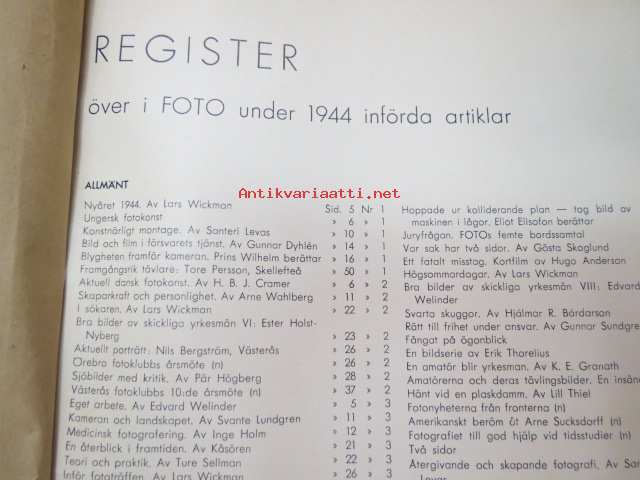 REGISTER
över i FOTO under 1944 införda artiklar
Antikvariaatti.net
ALLMÄNT
Nyåret 1944. Av Lars Wickman Sid. 5 Nr 1
Ungersk fotokonst » 6 » 1
Konstnärligt montage. Av Santeri Levas » 10 » 1
Bild och film i försvarets tjänst. Av Gunnar Dyhlén » 14 » 1
Blygheten framför kameran. Prins Wilhelm berättar » 16 » 1
Framgångsrik tävlare: Tore Persson, Skellefteå » 50 » 1
Aktuell dansk fotokonst. Av H. B. J. Cramer » 6 » 2
Skaparkraft och personlighet. Av Arne Wahlberg » 11 » 2
I sökaren. Av Lars Wickman » 22 » 2
Bra bilder av skickliga yrkesmän VI: Ester Holst-
Nyberg » 23 » 2
Aktuellt porträtt: Nils Bergström, Västerås » 26 » 2
Örebro fotoklubbs årsmöte (n) » 26 » 2
Sjöbilder med kritik. Av Pär Högberg » 28 » 2
Västerås fotoklubbs 10:de årsmöte (n) » 37 » 2
Eget arbete. Av Edvard Welinder » 5 » 3
Kameran och landskapet. Av Svante Lundgren » 11 » 3
Medicinsk fotografering. Av Inge Holm » 12 » 3
En återblick i framtiden. Av Kåsören » 21 » 3
Teori och praktik. Av Ture Sellman » 22 » 3
Inför fotaträffen. Av Lars Wickman » 26 » 3
Hoppade ur kolliderande plan — tog bild av
maskinen i lågor. Eliot Elisofon berättar
Juryfrågan. FOTOs femte bordssamtal
Var sak har två sidor. Av Gösta Skoglund
Ett fatalt misstag. Kortfilm av Hugo Anderson
Högsommardagar. Av Lars Wickman
Bra bilder av skickliga yrkesmän VIII: Edvard
Welinder
Svarta skuggor. Av Hjálmar R. Bárdarson
Rätt till frihet under ansvar. Av Gunnar Sundgre
Fångat på ögonblick
En bildserie av Erik Thorelius
En amatör blir yrkesman. Av K. E. Granath
Amatörerna och deras tävlingsbilder. En insän
Hänt vid en plaskdamm. Av Lill Thiel
Fotonyheterna från fronterna (n)
Amerikanskt beröm åt Arne Sucksdorff (n)
Fotografiet till god hjälp vid tidsstudier (n)
Två sidor
Återgivande och skapande fotografi. Av San